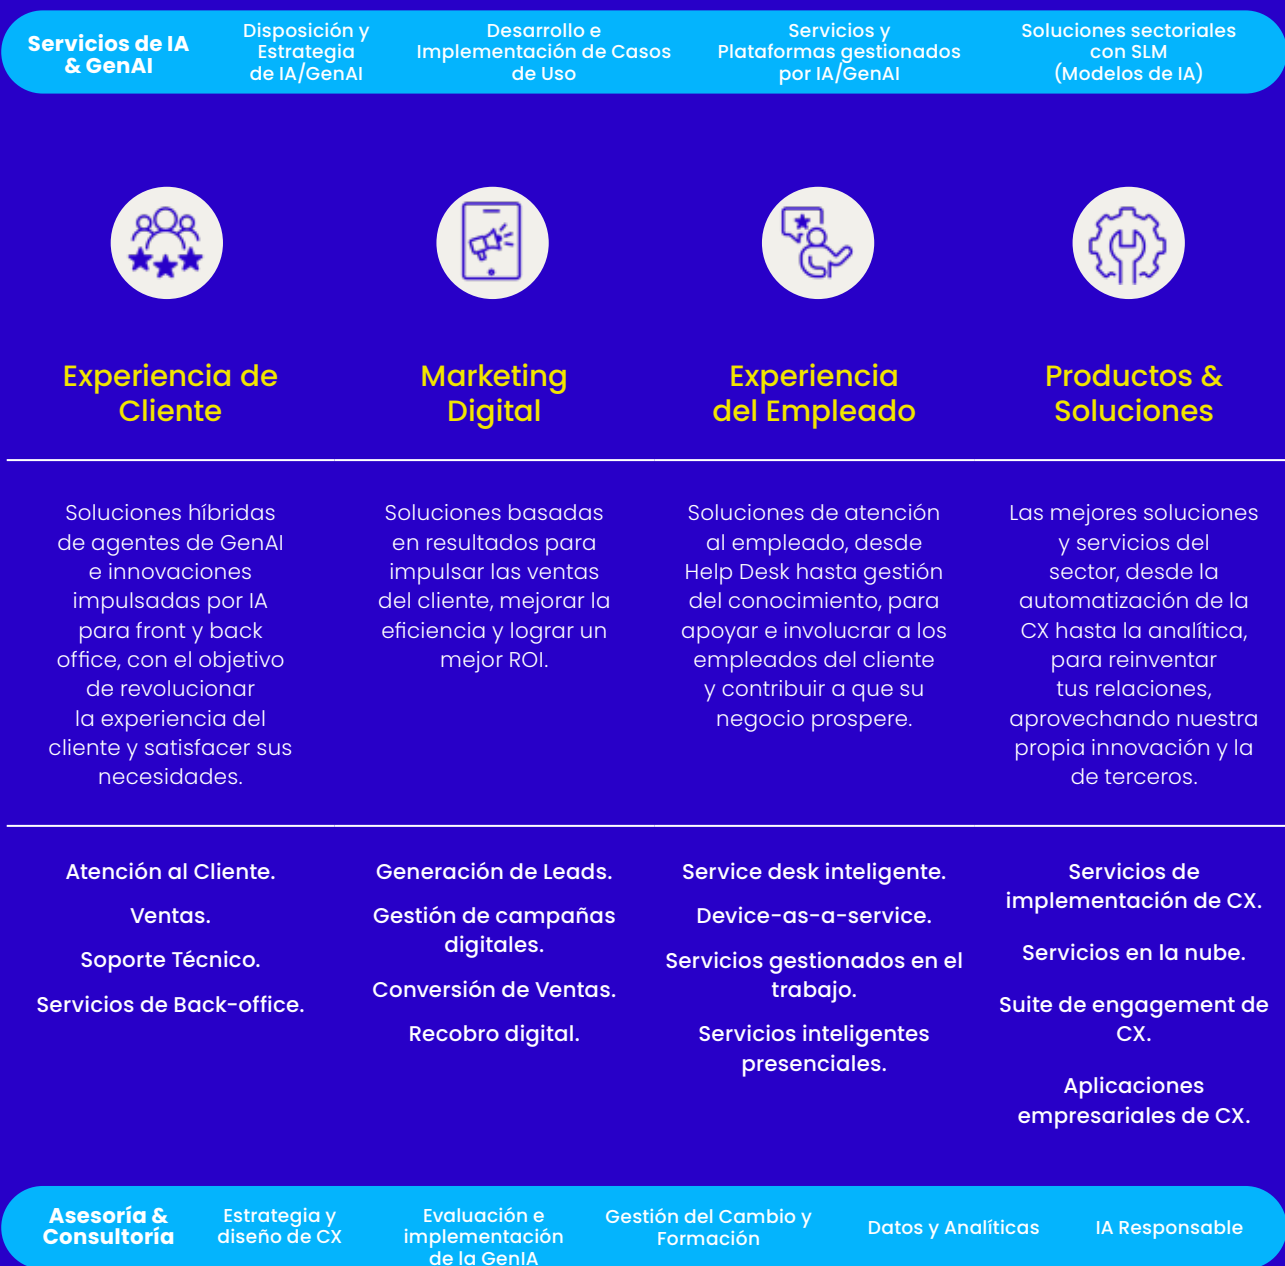 Servicios de IA
& GenAI
Disposición y
Estrategia
de IA/GenAI
Desarrollo e
Implementación de Casos
de Uso
Servicios y
Plataformas gestionados
por IA/GenAI
Soluciones sectoriales
con SLM
(Modelos de IA)
Experiencia de
Cliente
Marketing
Digital
Experiencia
del Empleado
Productos &
Soluciones
Soluciones híbridas
de agentes de GenAI
e innovaciones
impulsadas por IA
para front y back
office, con el objetivo
de revolucionar
la experiencia del
cliente y satisfacer sus
necesidades.
Soluciones basadas
en resultados para
impulsar las ventas
del cliente, mejorar la
eficiencia y lograr un
mejor ROI.
Soluciones de atención
al empleado, desde
Help Desk hasta gestión
del conocimiento, para
apoyar e involucrar a los
empleados del cliente
y contribuir a que su
negocio prospere.
Las mejores soluciones
y servicios del
sector, desde la
automatización de la
CX hasta la analítica,
para reinventar
tus relaciones,
aprovechando nuestra
propia innovación y la
de terceros.
Atención al Cliente.
Ventas.
Soporte Técnico.
Servicios de Back-office.
Generación de Leads.
Gestión de campañas
digitales.
Conversión de Ventas.
Recobro digital.
Service desk inteligente.
Device-as-a-service.
Servicios gestionados en el
trabajo.
Servicios inteligentes
presenciales.
Servicios de
implementación de CX.
Servicios en la nube.
Suite de engagement de
CX.
Aplicaciones
empresariales de CX.
Asesoría &
Consultoría
Estrategia y
diseño de CX
Evaluación e
implementación
de la GenIA
Gestión del Cambio y
Formación
Datos y Analíticas
IA Responsable